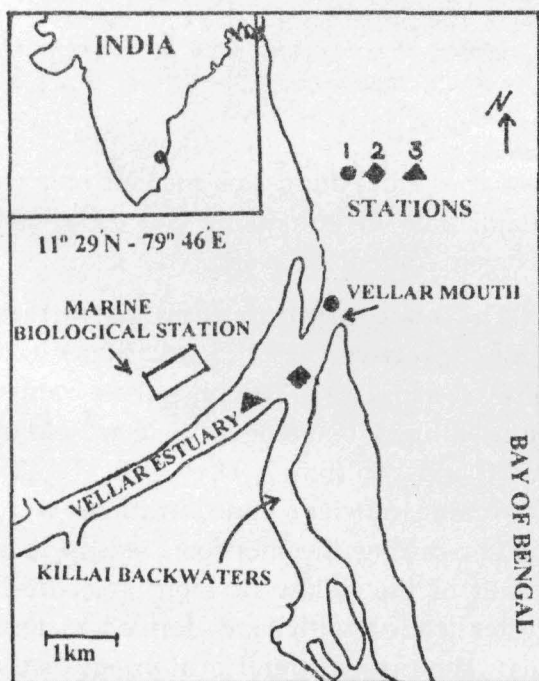 INDIA
N
1 2 3
STATIONS
11° 29'N - 79° 46'E
MARINE
BIOLOGICAL STATION
VELLAR MOUTH
VELLAR ESTUARY
BAY OF BENGAL
KILLAI BACKWATERS
1km